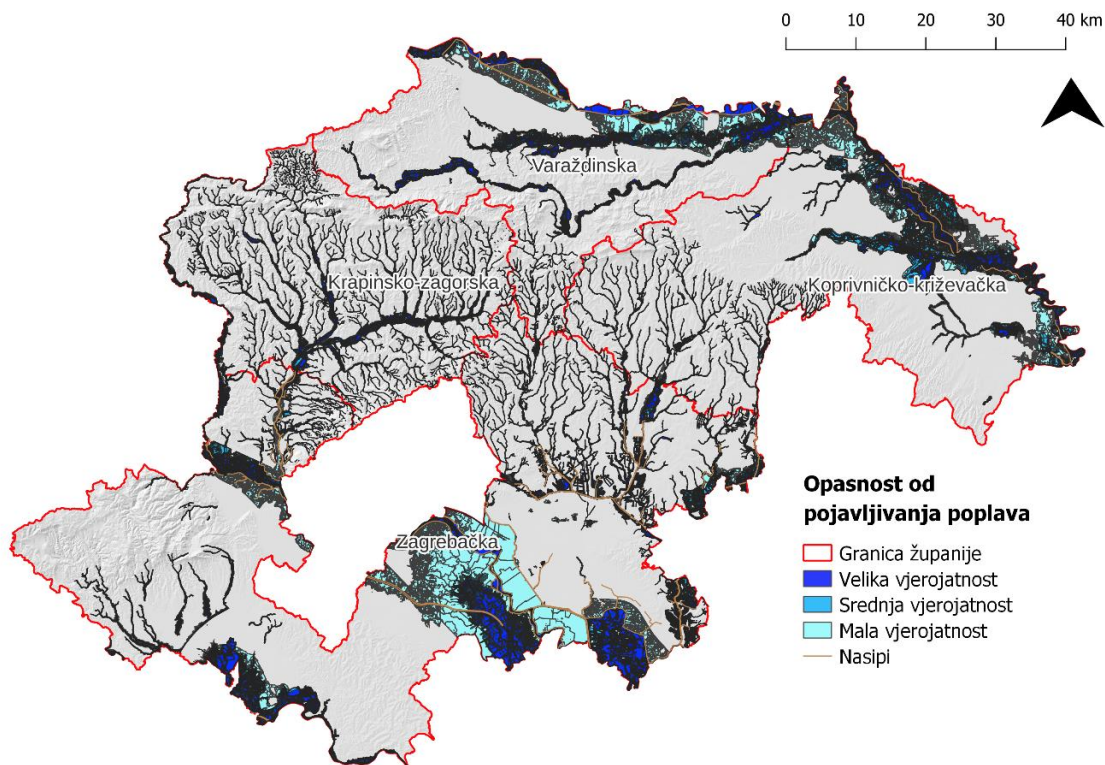 0 10 20 30 40 km
Varaždinska
Krapinsko-zagorska
Koprivničko-križevačka
Zagrebačka
Opasnost od
pojavljivanja poplava
Granica županije
Velika vjerojatnost
Srednja vjerojatnost
Mala vjerojatnost
Nasipi